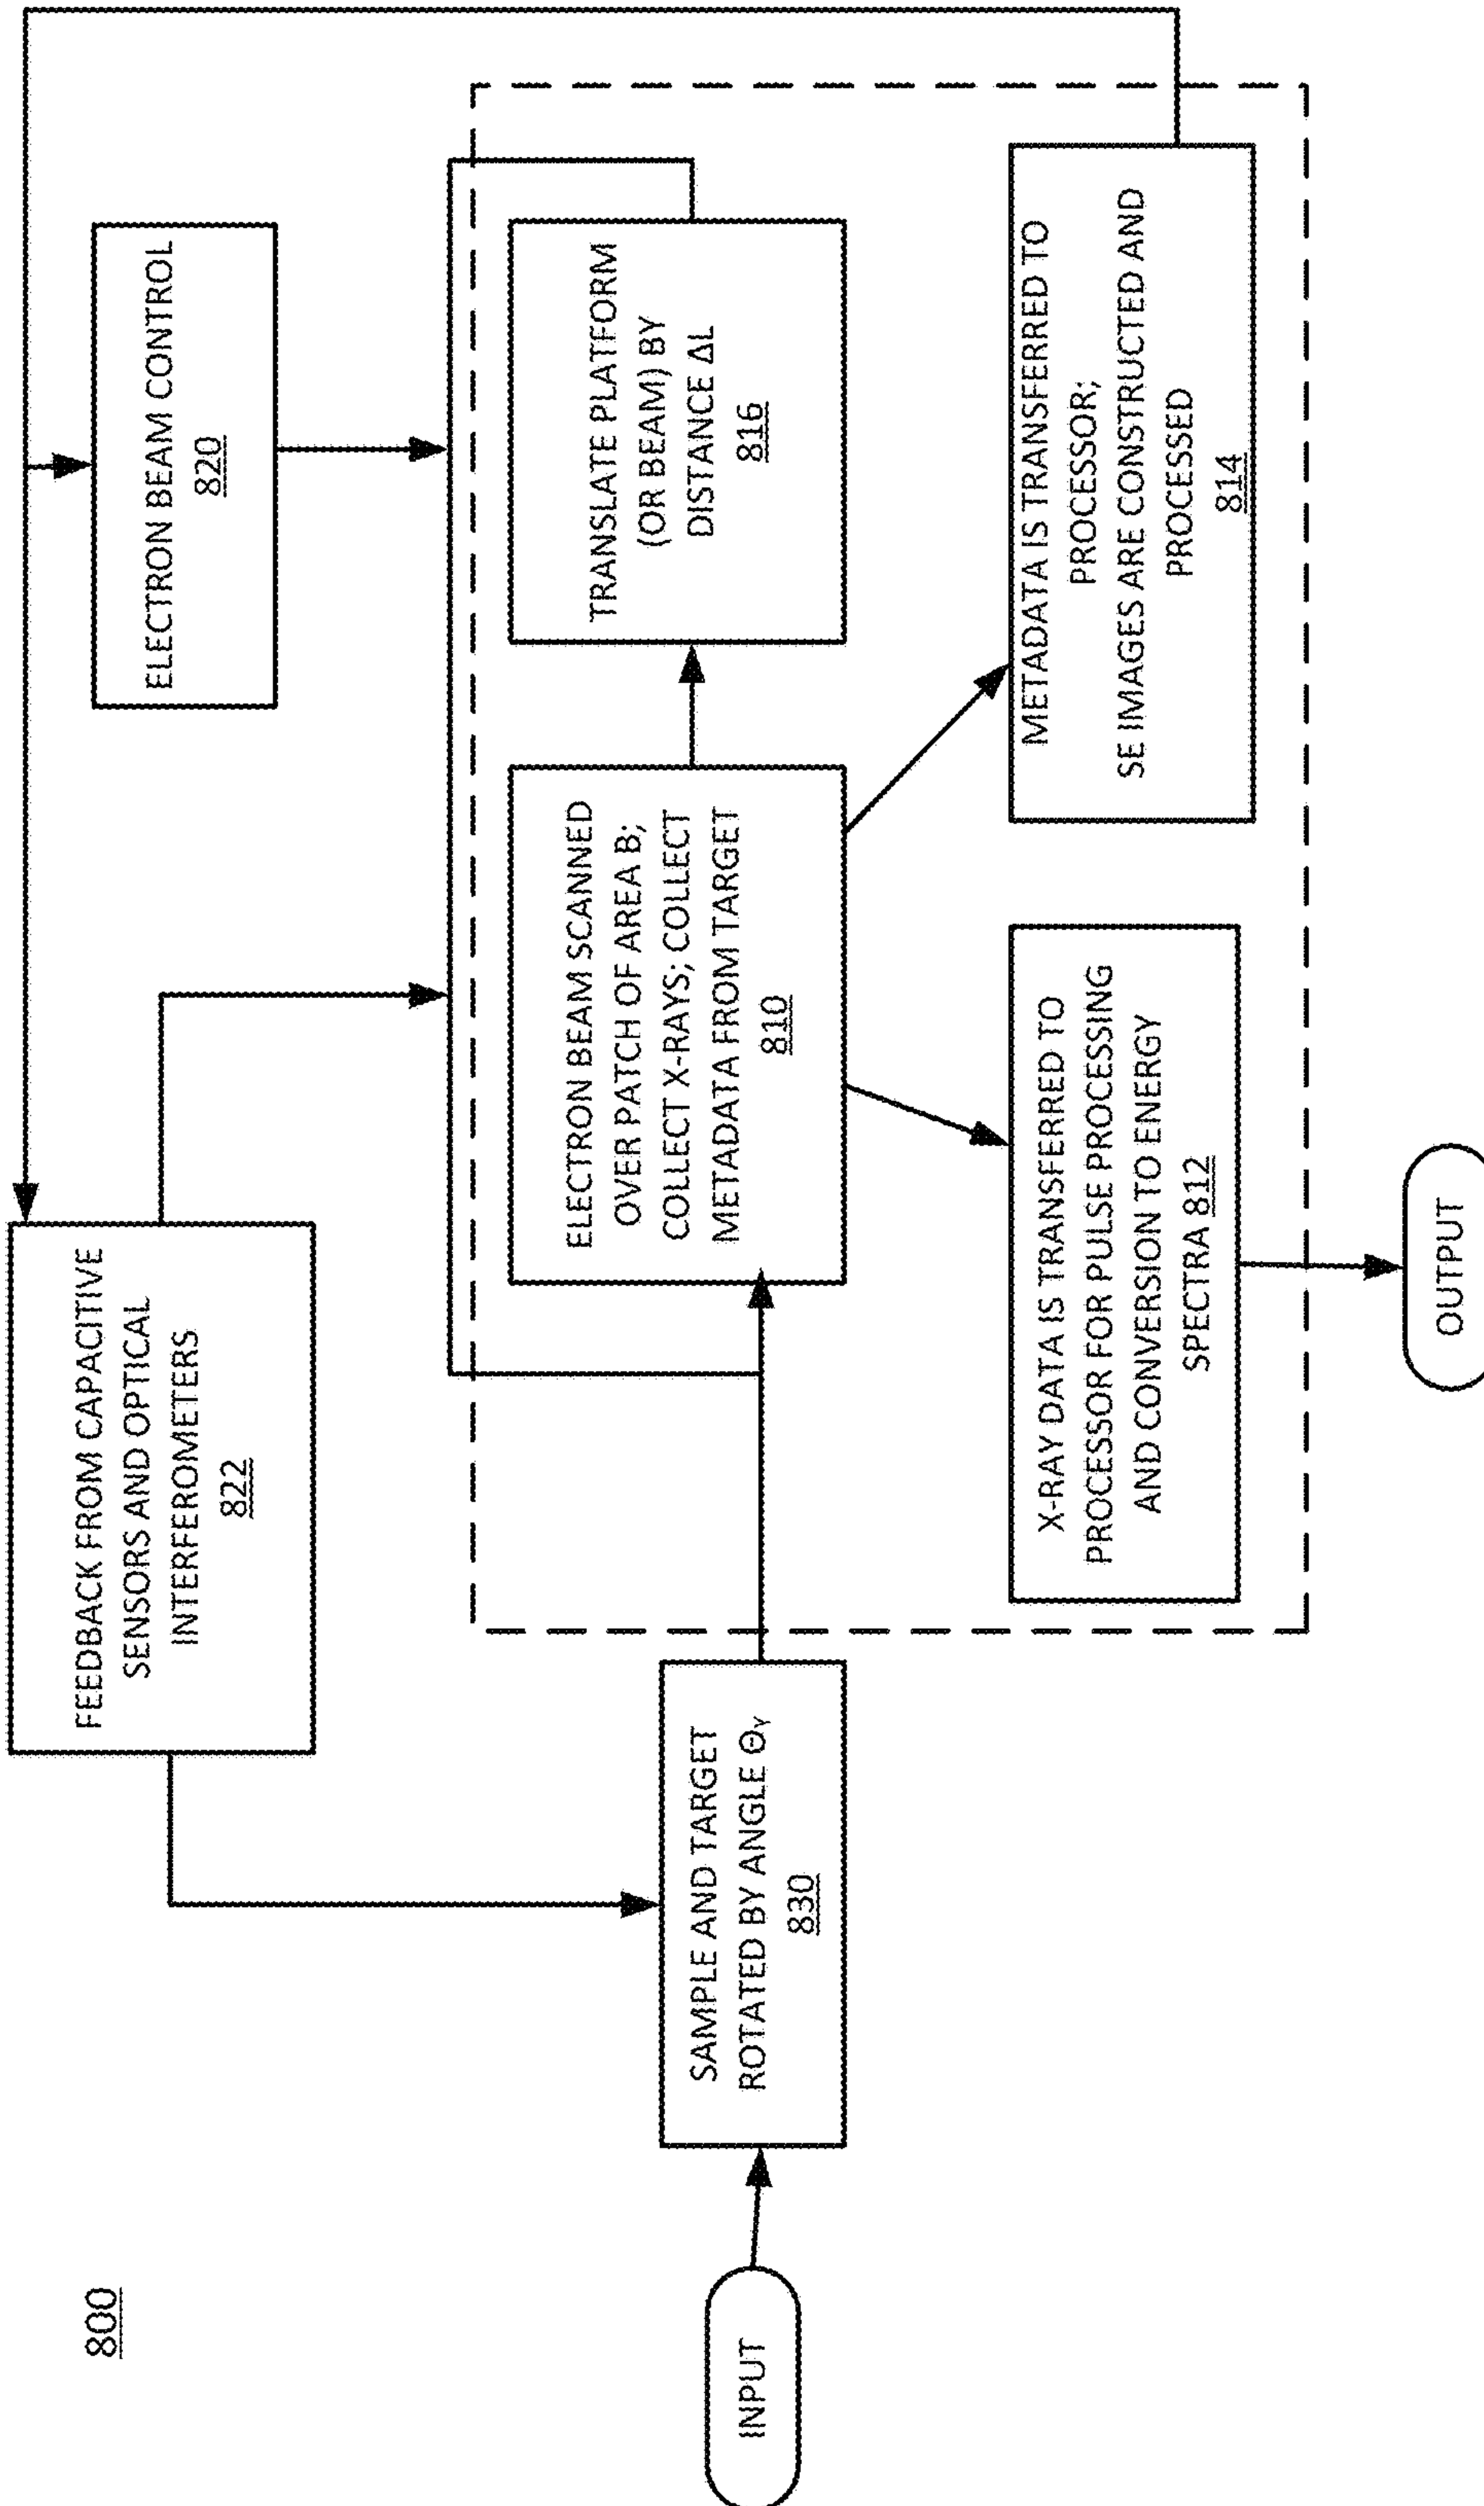 800
FEEDBACK FROM CAPACITIVE
SENSORS AND OPTICAL
INTERFEROMETERS
822
ELECTRON BEAM CONTROL
820
INPUT
SAMPLE AND TARGET
ROTATED BY ANGLE ΘY
830
ELECTRON BEAM SCANNED
OVER PATCH OF AREA B;
COLLECT X-RAYS; COLLECT
METADATA FROM TARGET
810
TRANSLATE PLATFORM
(OR BEAM) BY
DISTANCE ΔL
816
X-RAY DATA IS TRANSFERRED TO
PROCESSOR FOR PULSE PROCESSING
AND CONVERSION TO ENERGY
SPECTRA 812
METADATA IS TRANSFERRED TO
PROCESSOR;
SE IMAGES ARE CONSTRUCTED AND
PROCESSED
814
OUTPUT